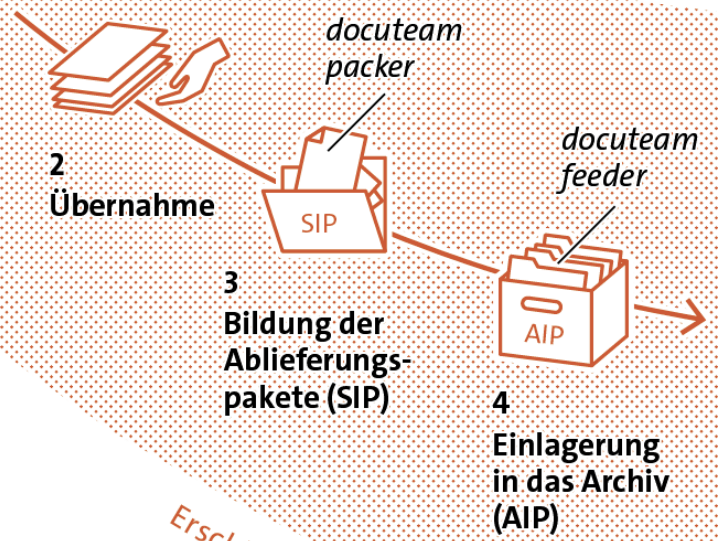 docuteam
packer
docuteam
feeder
2
Übernahme
SIP
3
Bildung der
Ablieferungs-
pakete (SIP)
AIP
4
Einlagerung
in das Archiv
(AIP)